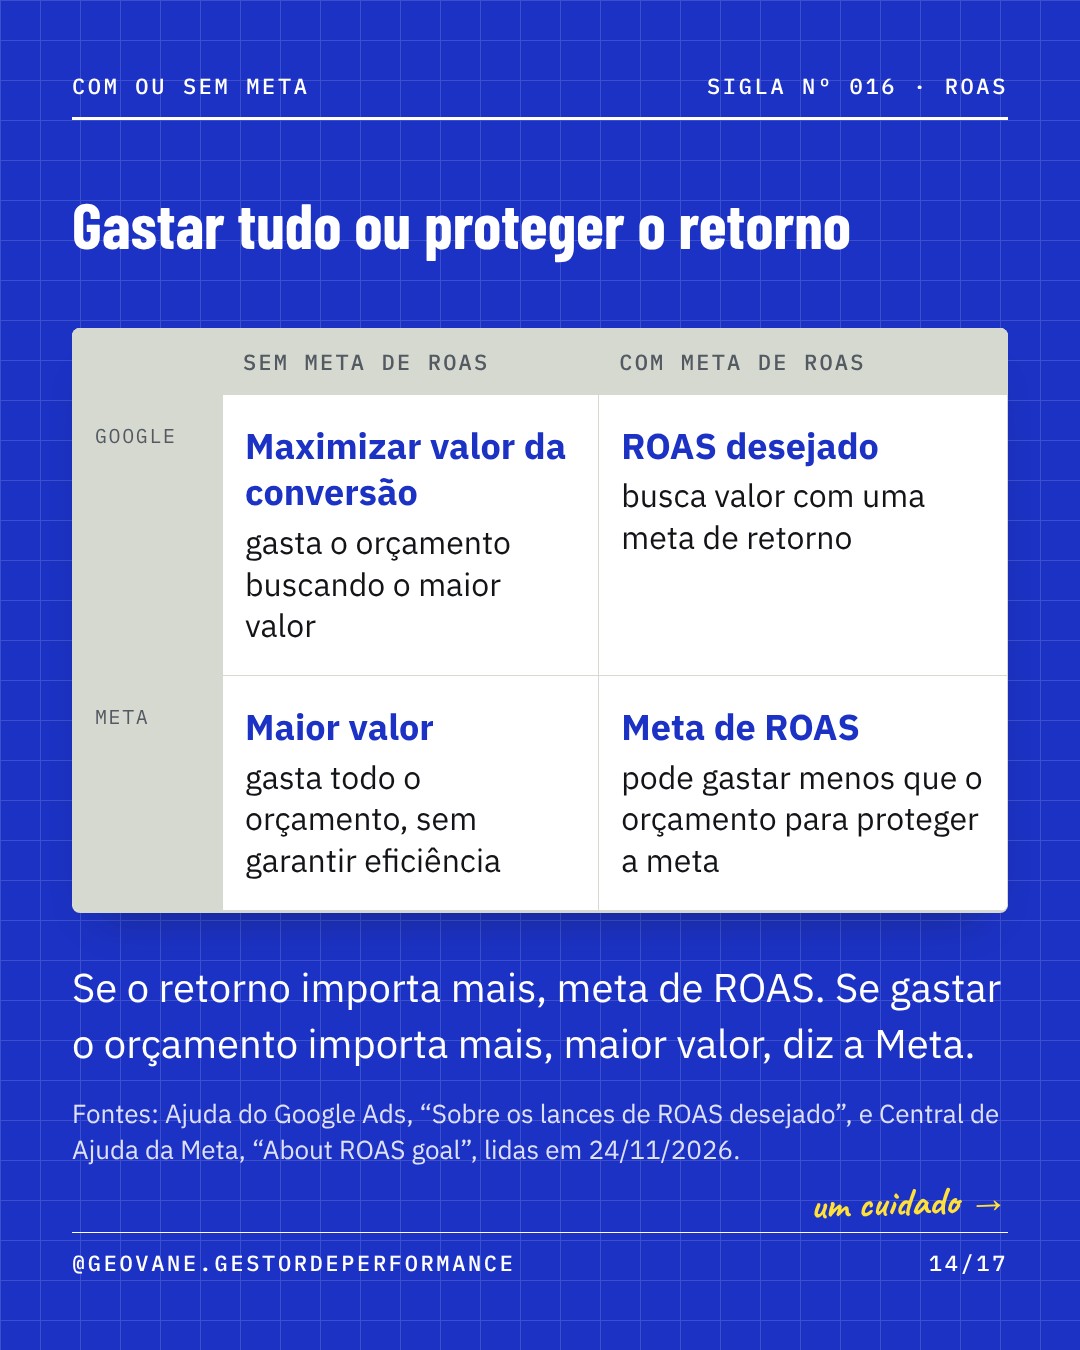 COM OU SEM META
SIGLA Nº 016 · ROAS
Gastar tudo ou proteger o retorno
SEM META DE ROAS
COM META DE ROAS
GOOGLE
Maximizar valor da
conversão
gasta o orçamento
buscando o maior
valor
ROAS desejado
busca valor com uma
meta de retorno
META
Maior valor
gasta todo o
orçamento, sem
garantir eficiência
Meta de ROAS
pode gastar menos que o
orçamento para proteger
a meta
Se o retorno importa mais, meta de ROAS. Se gastar
o orçamento importa mais, maior valor, diz a Meta.
Fontes: Ajuda do Google Ads, “Sobre os lances de ROAS desejado”, e Central de
Ajuda da Meta, “About ROAS goal”, lidas em 24/11/2026.
um cuidado →
@GEOVANE.GESTORDEPERFORMANCE
14/17